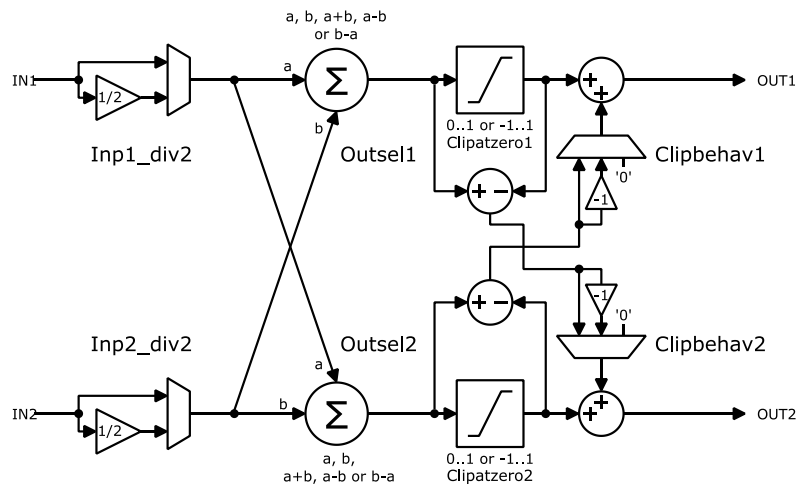 a, b, a+b, a-b
or b-a
IN1
a
Σ
+
+
OUT1
1/2
b
0..1 or -1..1
Clipatzero1
Inp1_div2
Outsel1
Clipbehav1
'0'
+ −
-1
-1
+ −
'0'
Inp2_div2
Outsel2
Clipbehav2
a
IN2
b
Σ
+
+
OUT2
1/2
a, b,
a+b, a-b or b-a
0..1 or -1..1
Clipatzero2